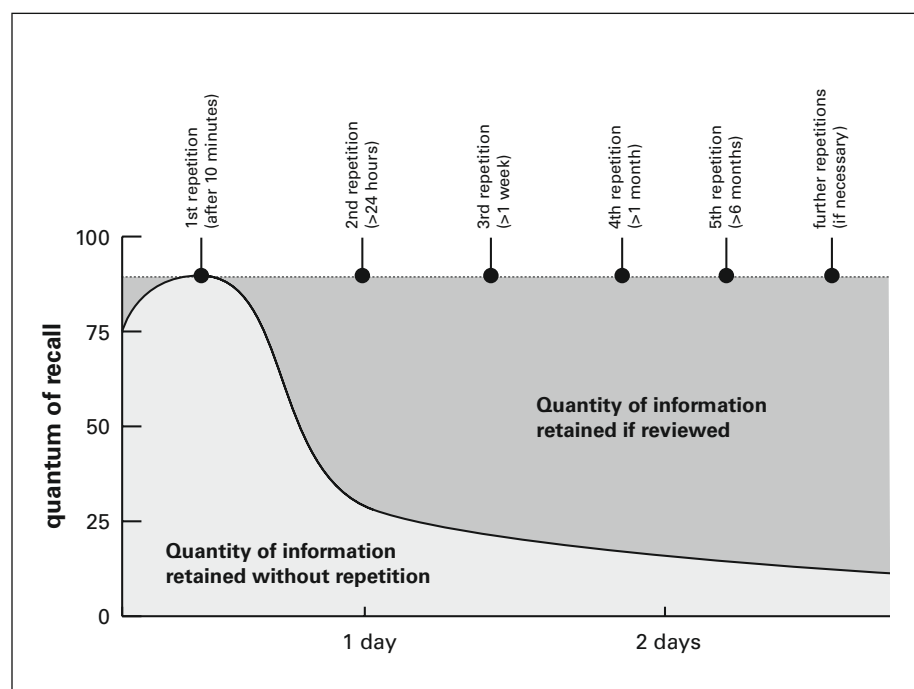 1st repetition
(after 10 minutes)
2nd repetition
(>24 hours)
3rd repetition
(>1 week)
4th repetition
(>1 month)
5th repetition
(>6 months)
further repetitions
(if necessary)
100
75
50
25
0
quantum of recall
Quantity of information
retained if reviewed
Quantity of information
retained without repetition
1 day
2 days